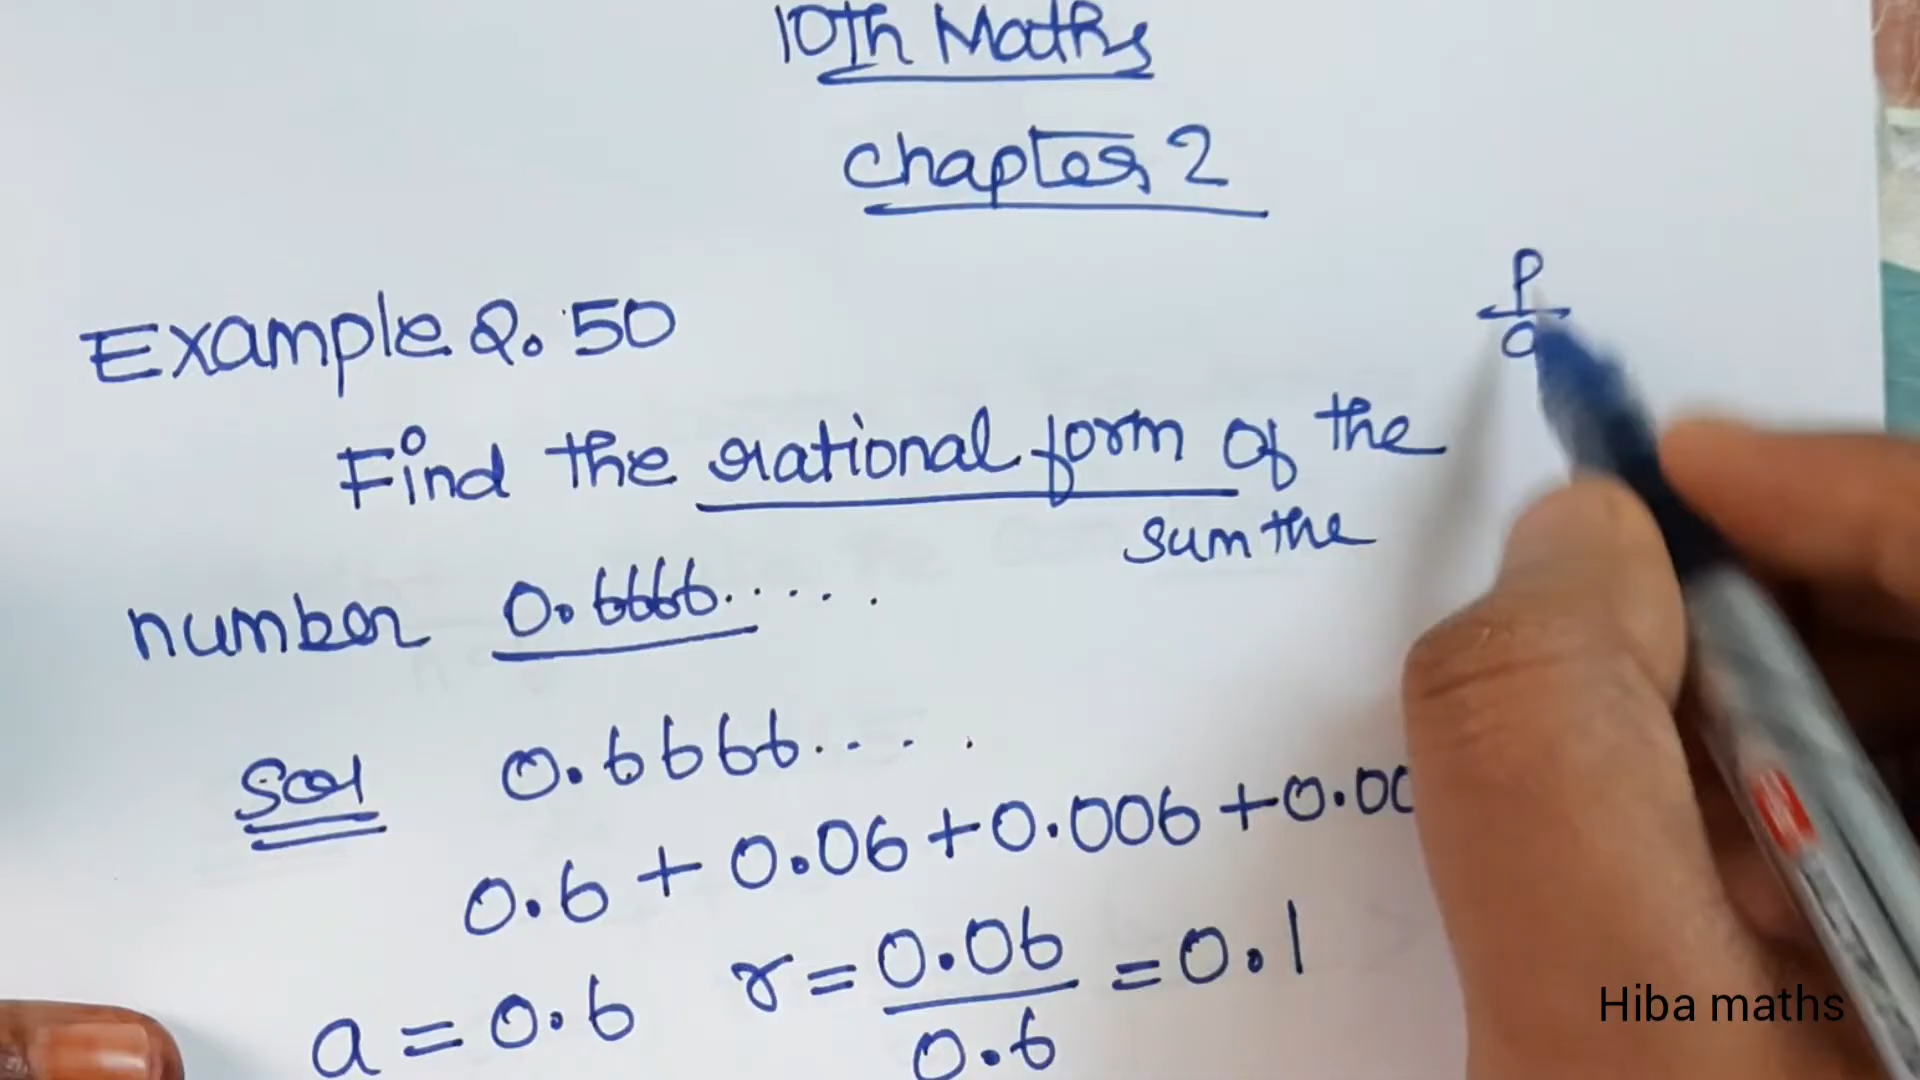 10Th Maths
Chapter 2
P
Example 2.50
Find the rational form of the
sum the
number 0.6666.....
Sol 0.6666....
0.6 + 0.06 + 0.006 + 0.00
a = 0.6 r = 0.06 = 0.1
0.6
Hiba maths